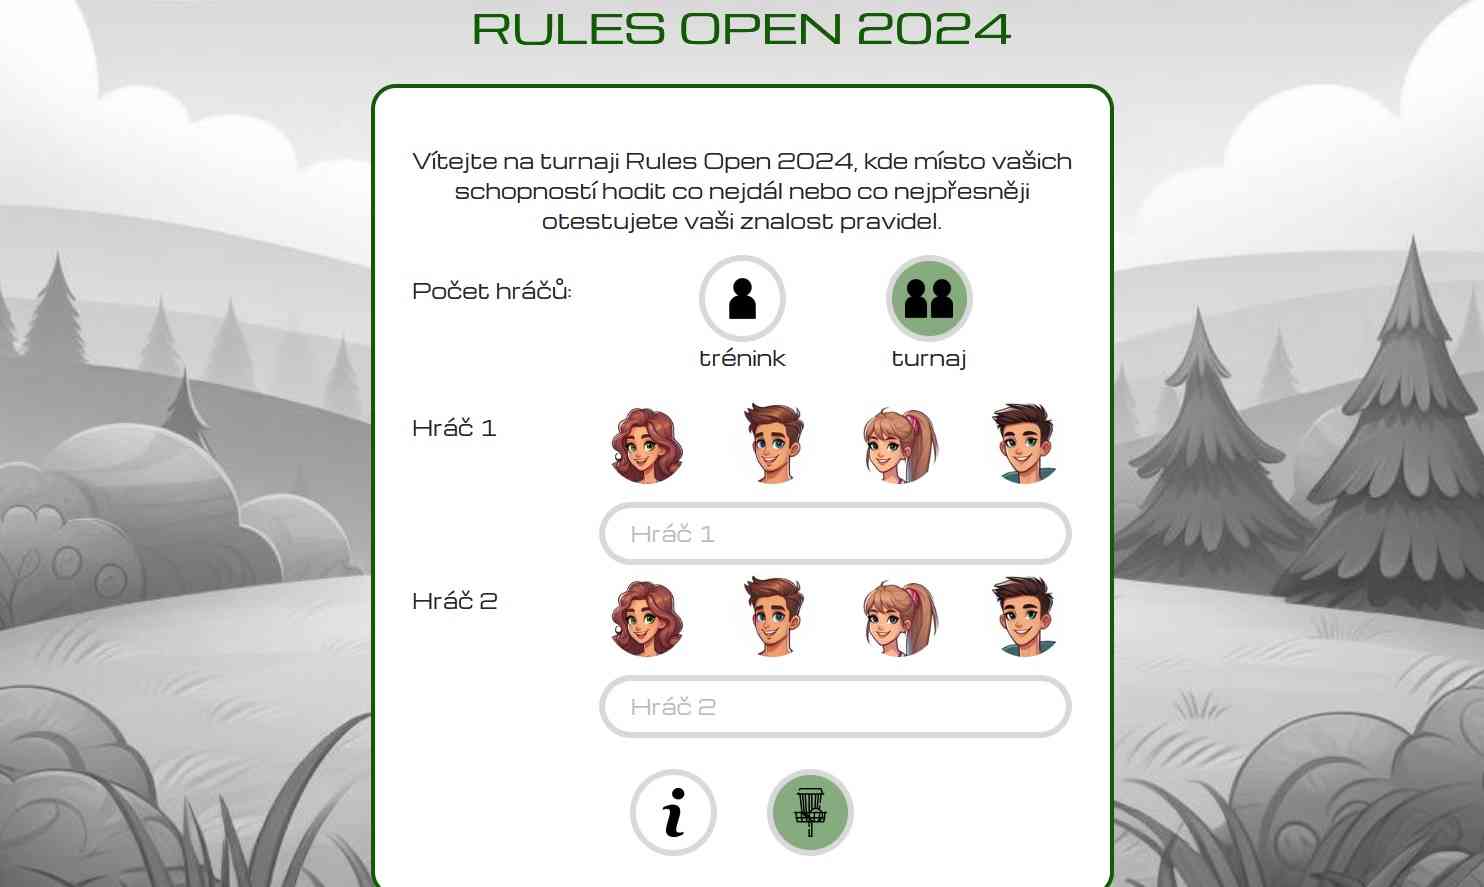 RULES OPEN 2024
Vítejte na turnaji Rules Open 2024, kde místo vašich
schopností hodit co nejdál nebo co nejpřesněji
otestujete vaši znalost pravidel.
Počet hráčů:
trénink
turnaj
Hráč 1
Hráč 1
Hráč 2
Hráč 2
i